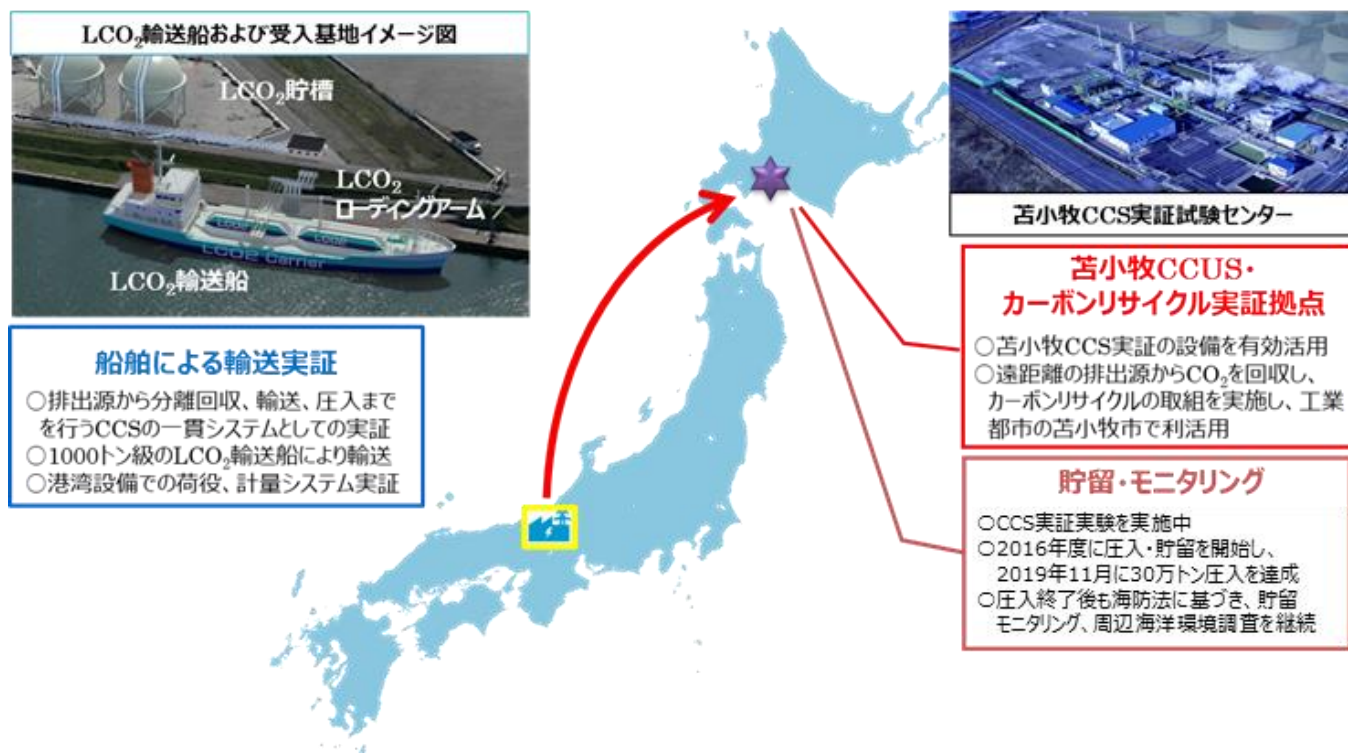 LCO₂輸送船および受入基地イメージ図
LCO₂貯槽
LCO₂
ローディングアーム
LCO2
LCO2
LCO2 Carrier
LCO₂輸送船
船舶による輸送実証
○排出源から分離回収、輸送、圧入まで
を行うCCSの一貫システムとしての実証
○1000トン級のLCO₂輸送船により輸送
○港湾設備での荷役、計量システム実証
苫小牧CCS実証試験センター
苫小牧CCUS・
カーボンリサイクル実証拠点
○苫小牧CCS実証の設備を有効活用
○遠距離の排出源からCO₂を回収し、
カーボンリサイクルの取組を実施し、工業
都市の苫小牧市で利活用
貯留・モニタリング
○CCS実証実験を実施中
○2016年度に圧入・貯留を開始し、
2019年11月に30万トン圧入を達成
○圧入終了後も海防法に基づき、貯留
モニタリング、周辺海洋環境調査を継続